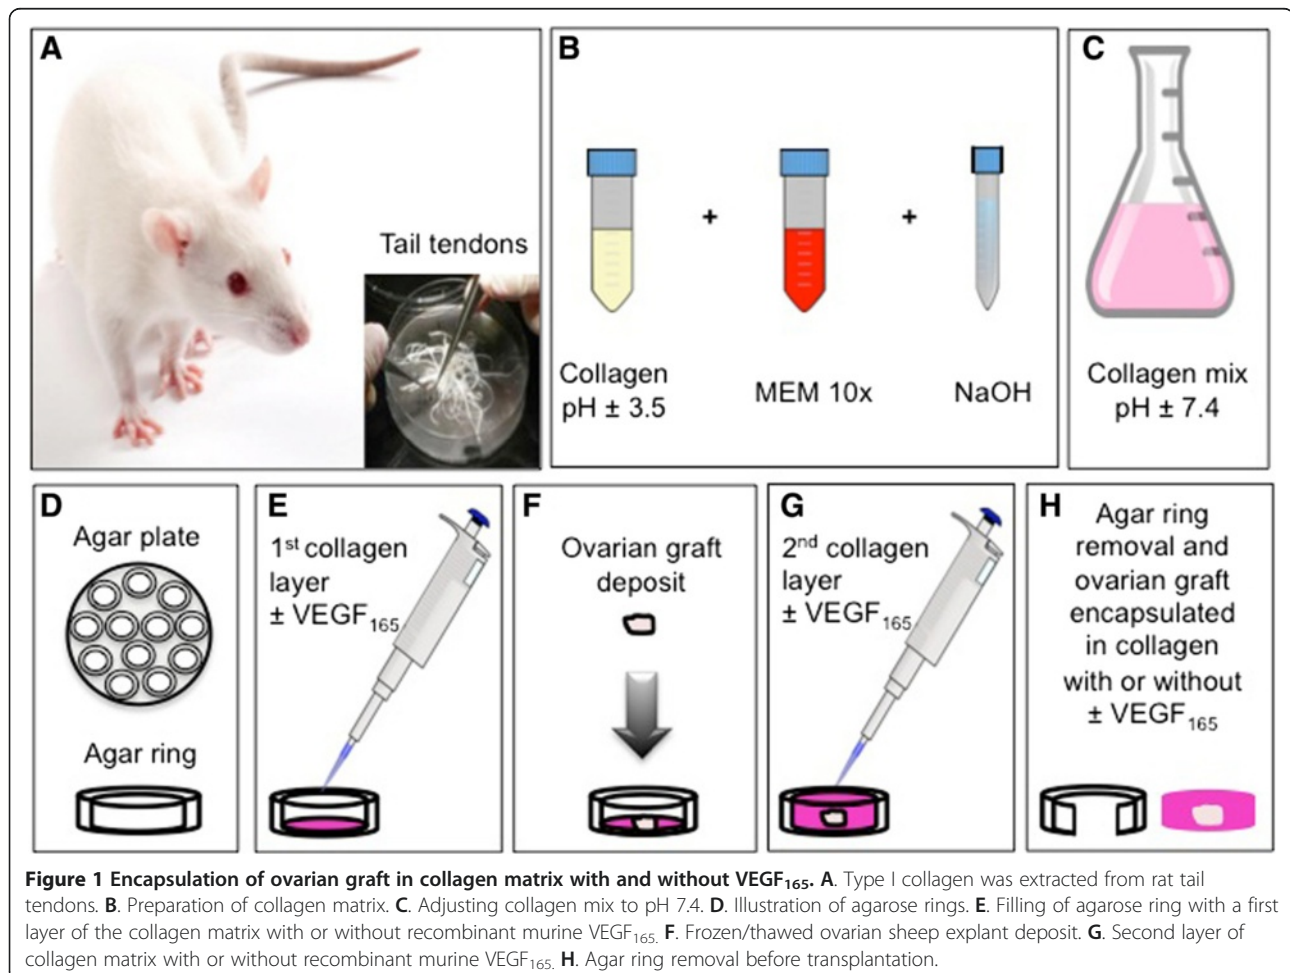 A
Tail tendons
B
+
+
Collagen
pH ± 3.5
MEM 10x
NaOH
C
Collagen mix
pH ± 7.4
D
Agar plate
Agar ring
E
1st collagen
layer
± VEGF165
F
Ovarian graft
deposit
G
2nd collagen
layer
± VEGF165
H
Agar ring
removal and
ovarian graft
encapsulated
in collagen
with or without
± VEGF165
Figure 1 Encapsulation of ovarian graft in collagen matrix with and without VEGF165. A. Type I collagen was extracted from rat tail
tendons. B. Preparation of collagen matrix. C. Adjusting collagen mix to pH 7.4. D. Illustration of agarose rings. E. Filling of agarose ring with a first
layer of the collagen matrix with or without recombinant murine VEGF165. F. Frozen/thawed ovarian sheep explant deposit. G. Second layer of
collagen matrix with or without recombinant murine VEGF165. H. Agar ring removal before transplantation.